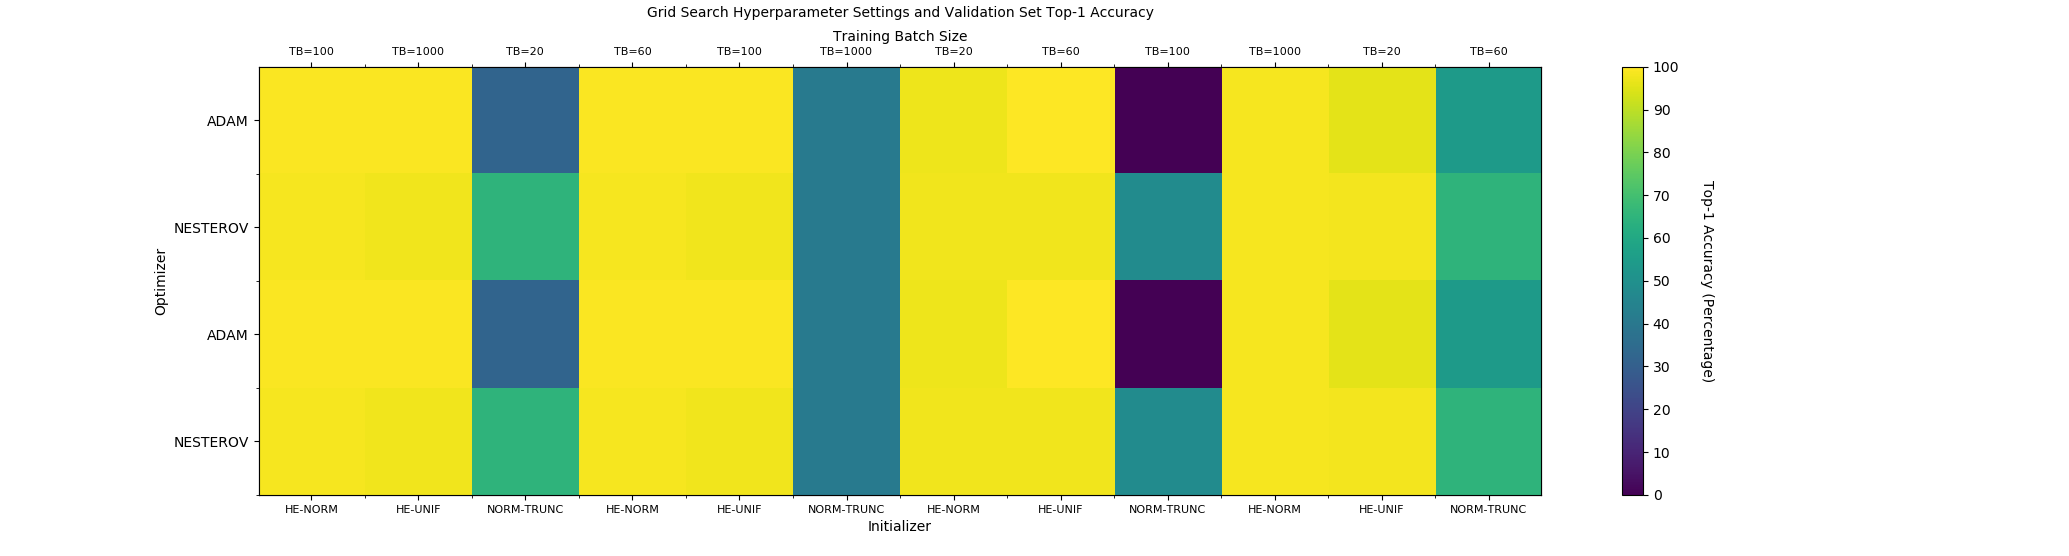 Grid Search Hyperparameter Settings and Validation Set Top-1 Accuracy
Training Batch Size
TB=100 TB=1000 TB=20 TB=60 TB=100 TB=1000 TB=20 TB=60 TB=100 TB=1000 TB=20 TB=60
ADAM
NESTEROV
ADAM
NESTEROV
Optimizer
HE-NORM HE-UNIF NORM-TRUNC HE-NORM HE-UNIF NORM-TRUNC HE-NORM HE-UNIF NORM-TRUNC HE-NORM HE-UNIF NORM-TRUNC
Initializer
100
90
80
70
60
50
40
30
20
10
0
Top-1 Accuracy (Percentage)